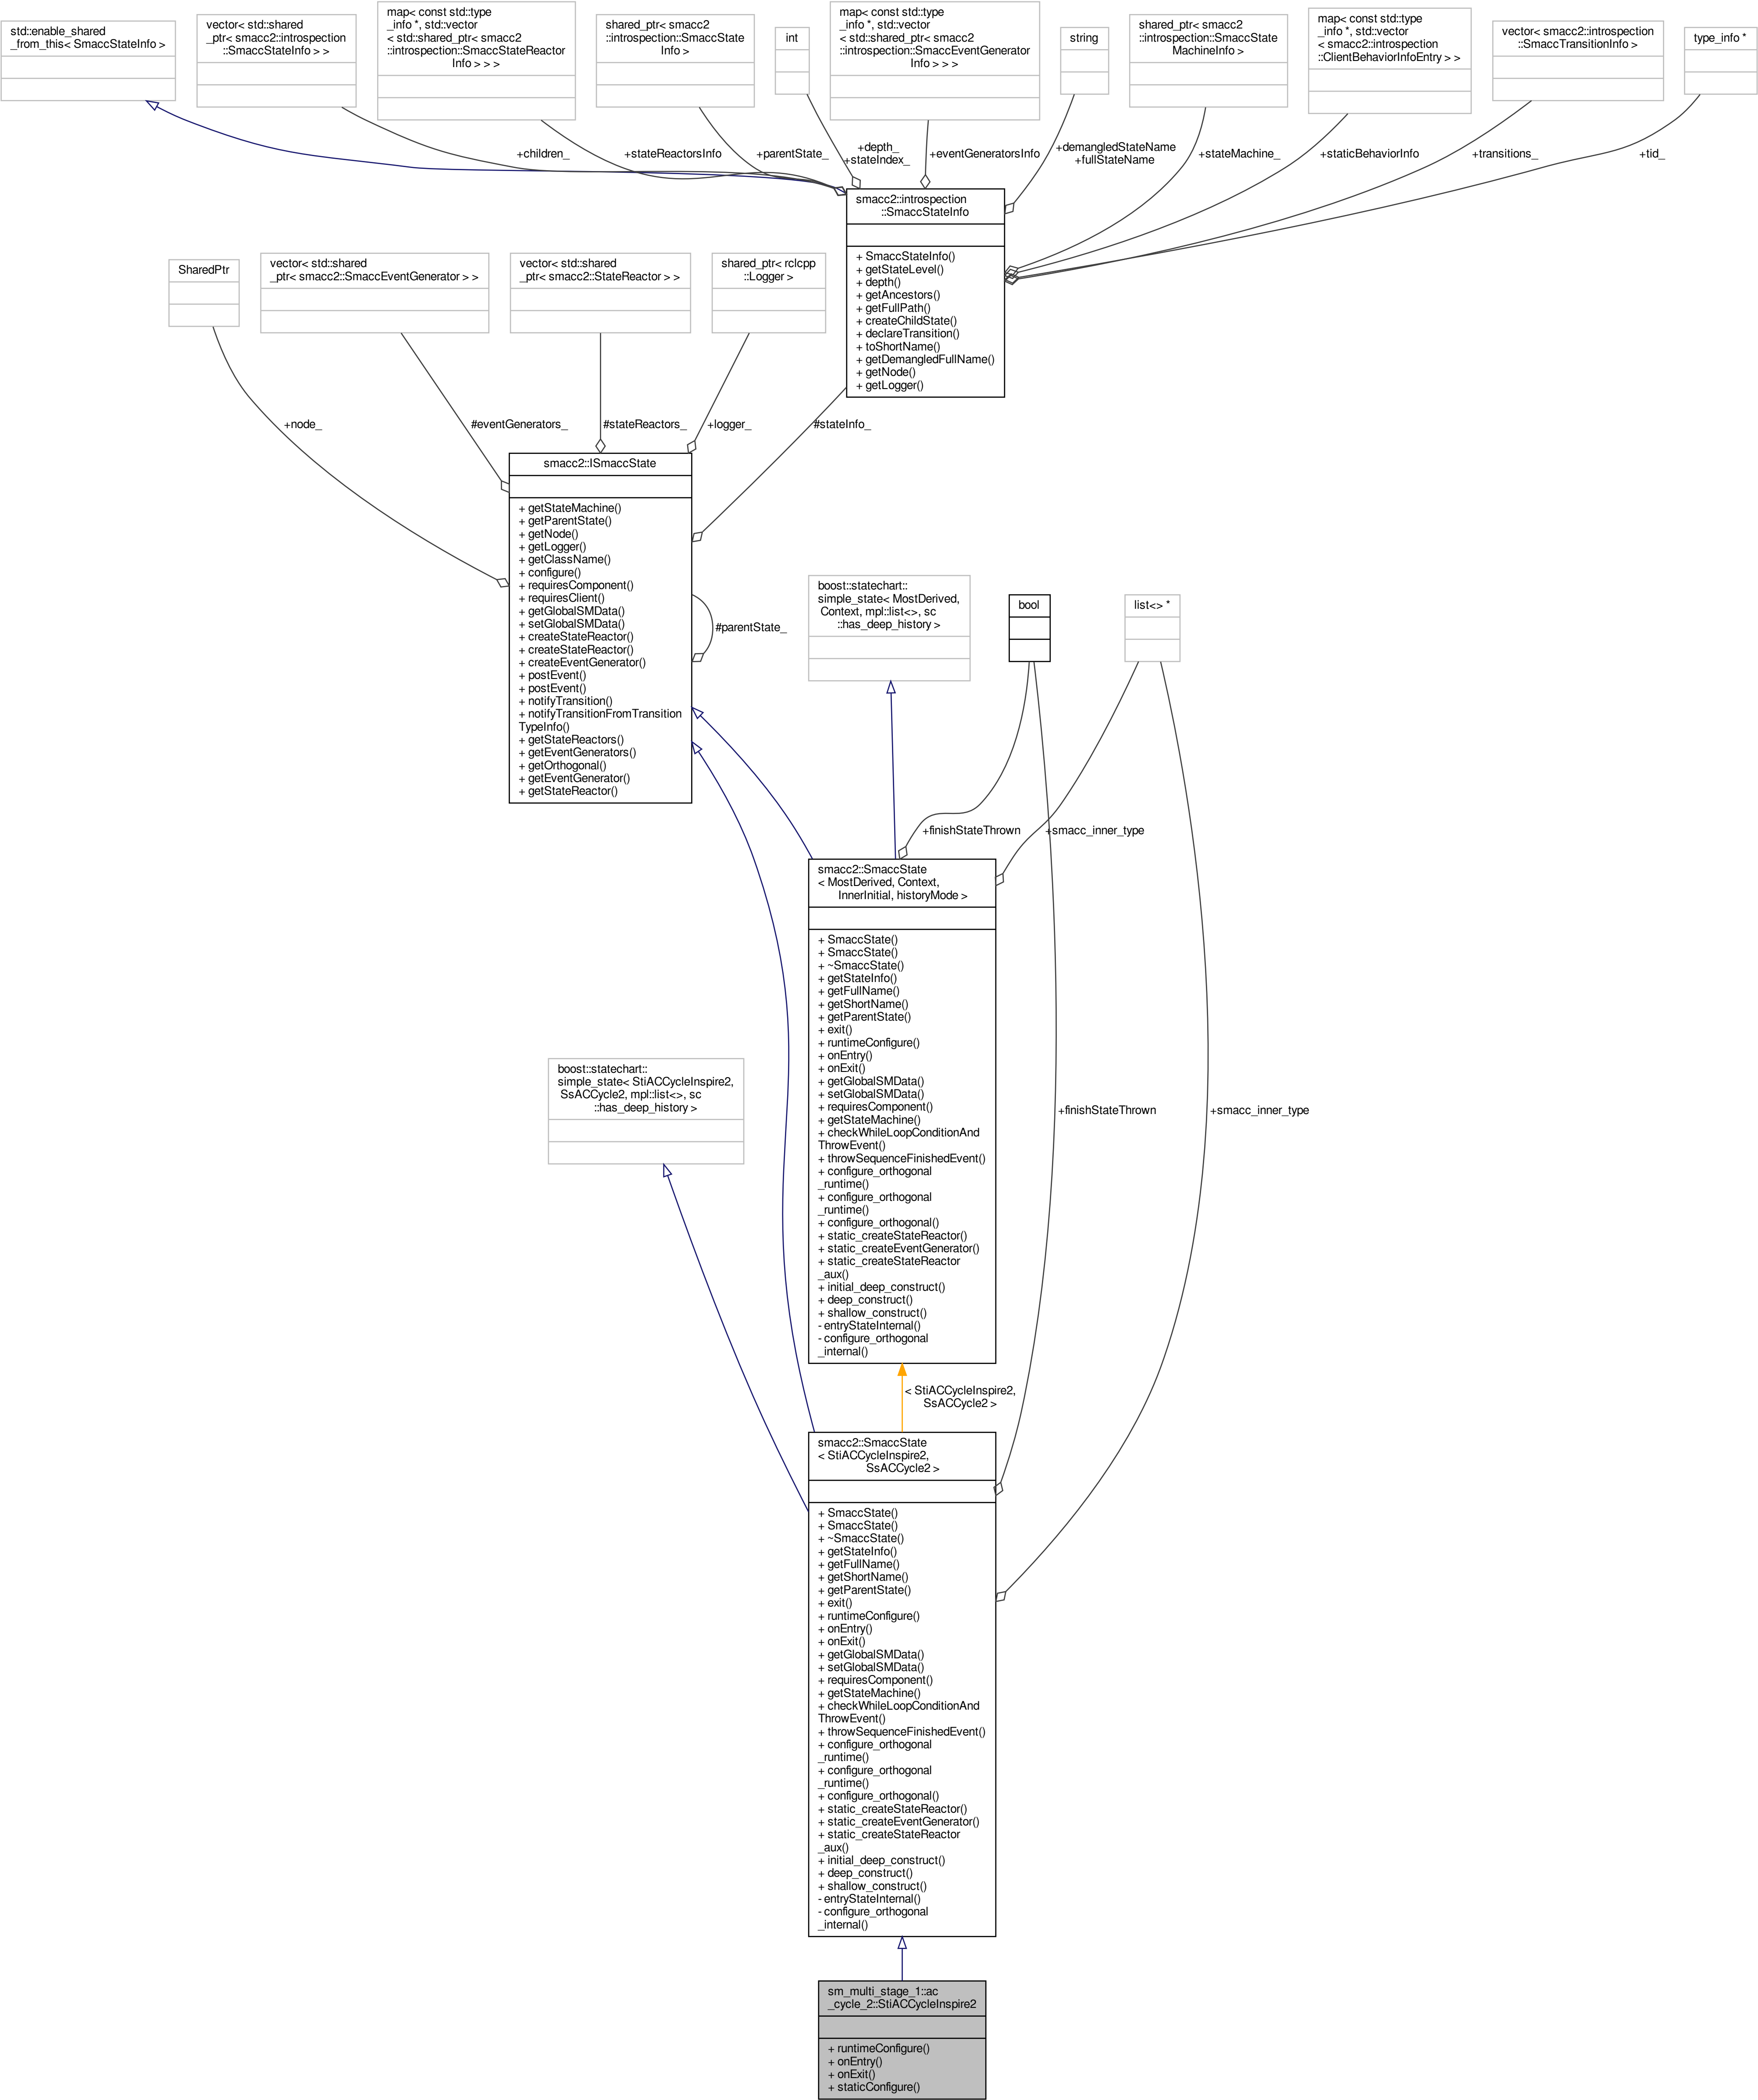 std::enable_shared
_from_this< SmaccStateInfo >
vector< std::shared
_ptr< smacc2::introspection
::SmaccStateInfo > >
map< const std::type
_info *, std::vector
< std::shared_ptr< smacc2
::introspection::SmaccStateReactor
Info > > >
shared_ptr< smacc2
::introspection::SmaccState
Info >
int
map< const std::type
_info *, std::vector
< std::shared_ptr< smacc2
::introspection::SmaccEventGenerator
Info > > >
string
shared_ptr< smacc2
::introspection::SmaccState
MachineInfo >
map< const std::type
_info *, std::vector
< smacc2::introspection
::ClientBehaviorInfoEntry > >
vector< smacc2::introspection
::SmaccTransitionInfo >
type_info *
+children_
+stateReactorsInfo
+parentState_
+depth_
+stateIndex_
+eventGeneratorsInfo
+demangledStateName
+fullStateName
+stateMachine_
+staticBehaviorInfo
+transitions_
+tid_
smacc2::introspection
::SmaccStateInfo
+ SmaccStateInfo()
+ getStateLevel()
+ depth()
+ getAncestors()
+ getFullPath()
+ createChildState()
+ declareTransition()
+ toShortName()
+ getDemangledFullName()
+ getNode()
+ getLogger()
SharedPtr
vector< std::shared
_ptr< smacc2::SmaccEventGenerator > >
vector< std::shared
_ptr< smacc2::StateReactor > >
shared_ptr< rclcpp
::Logger >
+node_
#eventGenerators_
#stateReactors_
+logger_
#stateInfo_
smacc2::ISmaccState
+ getStateMachine()
+ getParentState()
+ getNode()
+ getLogger()
+ getClassName()
+ configure()
+ requiresComponent()
+ requiresClient()
+ getGlobalSMData()
+ setGlobalSMData()
+ createStateReactor()
+ createStateReactor()
+ createEventGenerator()
+ postEvent()
+ postEvent()
+ notifyTransition()
+ notifyTransitionFromTransition
TypeInfo()
+ getStateReactors()
+ getEventGenerators()
+ getOrthogonal()
+ getEventGenerator()
+ getStateReactor()
#parentState_
boost::statechart::
simple_state< MostDerived,
Context, mpl::list<>, sc
::has_deep_history >
bool
list<> *
+finishStateThrown
+smacc_inner_type
smacc2::SmaccState
< MostDerived, Context,
InnerInitial, historyMode >
+ SmaccState()
+ SmaccState()
+ ~SmaccState()
+ getStateInfo()
+ getFullName()
+ getShortName()
+ getParentState()
+ exit()
+ runtimeConfigure()
+ onEntry()
+ onExit()
+ getGlobalSMData()
+ setGlobalSMData()
+ requiresComponent()
+ getStateMachine()
+ checkWhileLoopConditionAnd
ThrowEvent()
+ throwSequenceFinishedEvent()
+ configure_orthogonal
_runtime()
+ configure_orthogonal
_runtime()
+ configure_orthogonal()
+ static_createStateReactor()
+ static_createEventGenerator()
+ static_createStateReactor
_aux()
+ initial_deep_construct()
+ deep_construct()
+ shallow_construct()
- entryStateInternal()
- configure_orthogonal
_internal()
boost::statechart::
simple_state< StiACCycleInspire2,
SsACCycle2, mpl::list<>, sc
::has_deep_history >
+finishStateThrown
+smacc_inner_type
< StiACCycleInspire2,
SsACCycle2 >
smacc2::SmaccState
< StiACCycleInspire2,
SsACCycle2 >
+ SmaccState()
+ SmaccState()
+ ~SmaccState()
+ getStateInfo()
+ getFullName()
+ getShortName()
+ getParentState()
+ exit()
+ runtimeConfigure()
+ onEntry()
+ onExit()
+ getGlobalSMData()
+ setGlobalSMData()
+ requiresComponent()
+ getStateMachine()
+ checkWhileLoopConditionAnd
ThrowEvent()
+ throwSequenceFinishedEvent()
+ configure_orthogonal
_runtime()
+ configure_orthogonal
_runtime()
+ configure_orthogonal()
+ static_createStateReactor()
+ static_createEventGenerator()
+ static_createStateReactor
_aux()
+ initial_deep_construct()
+ deep_construct()
+ shallow_construct()
- entryStateInternal()
- configure_orthogonal
_internal()
sm_multi_stage_1::ac
_cycle_2::StiACCycleInspire2
+ runtimeConfigure()
+ onEntry()
+ onExit()
+ staticConfigure()